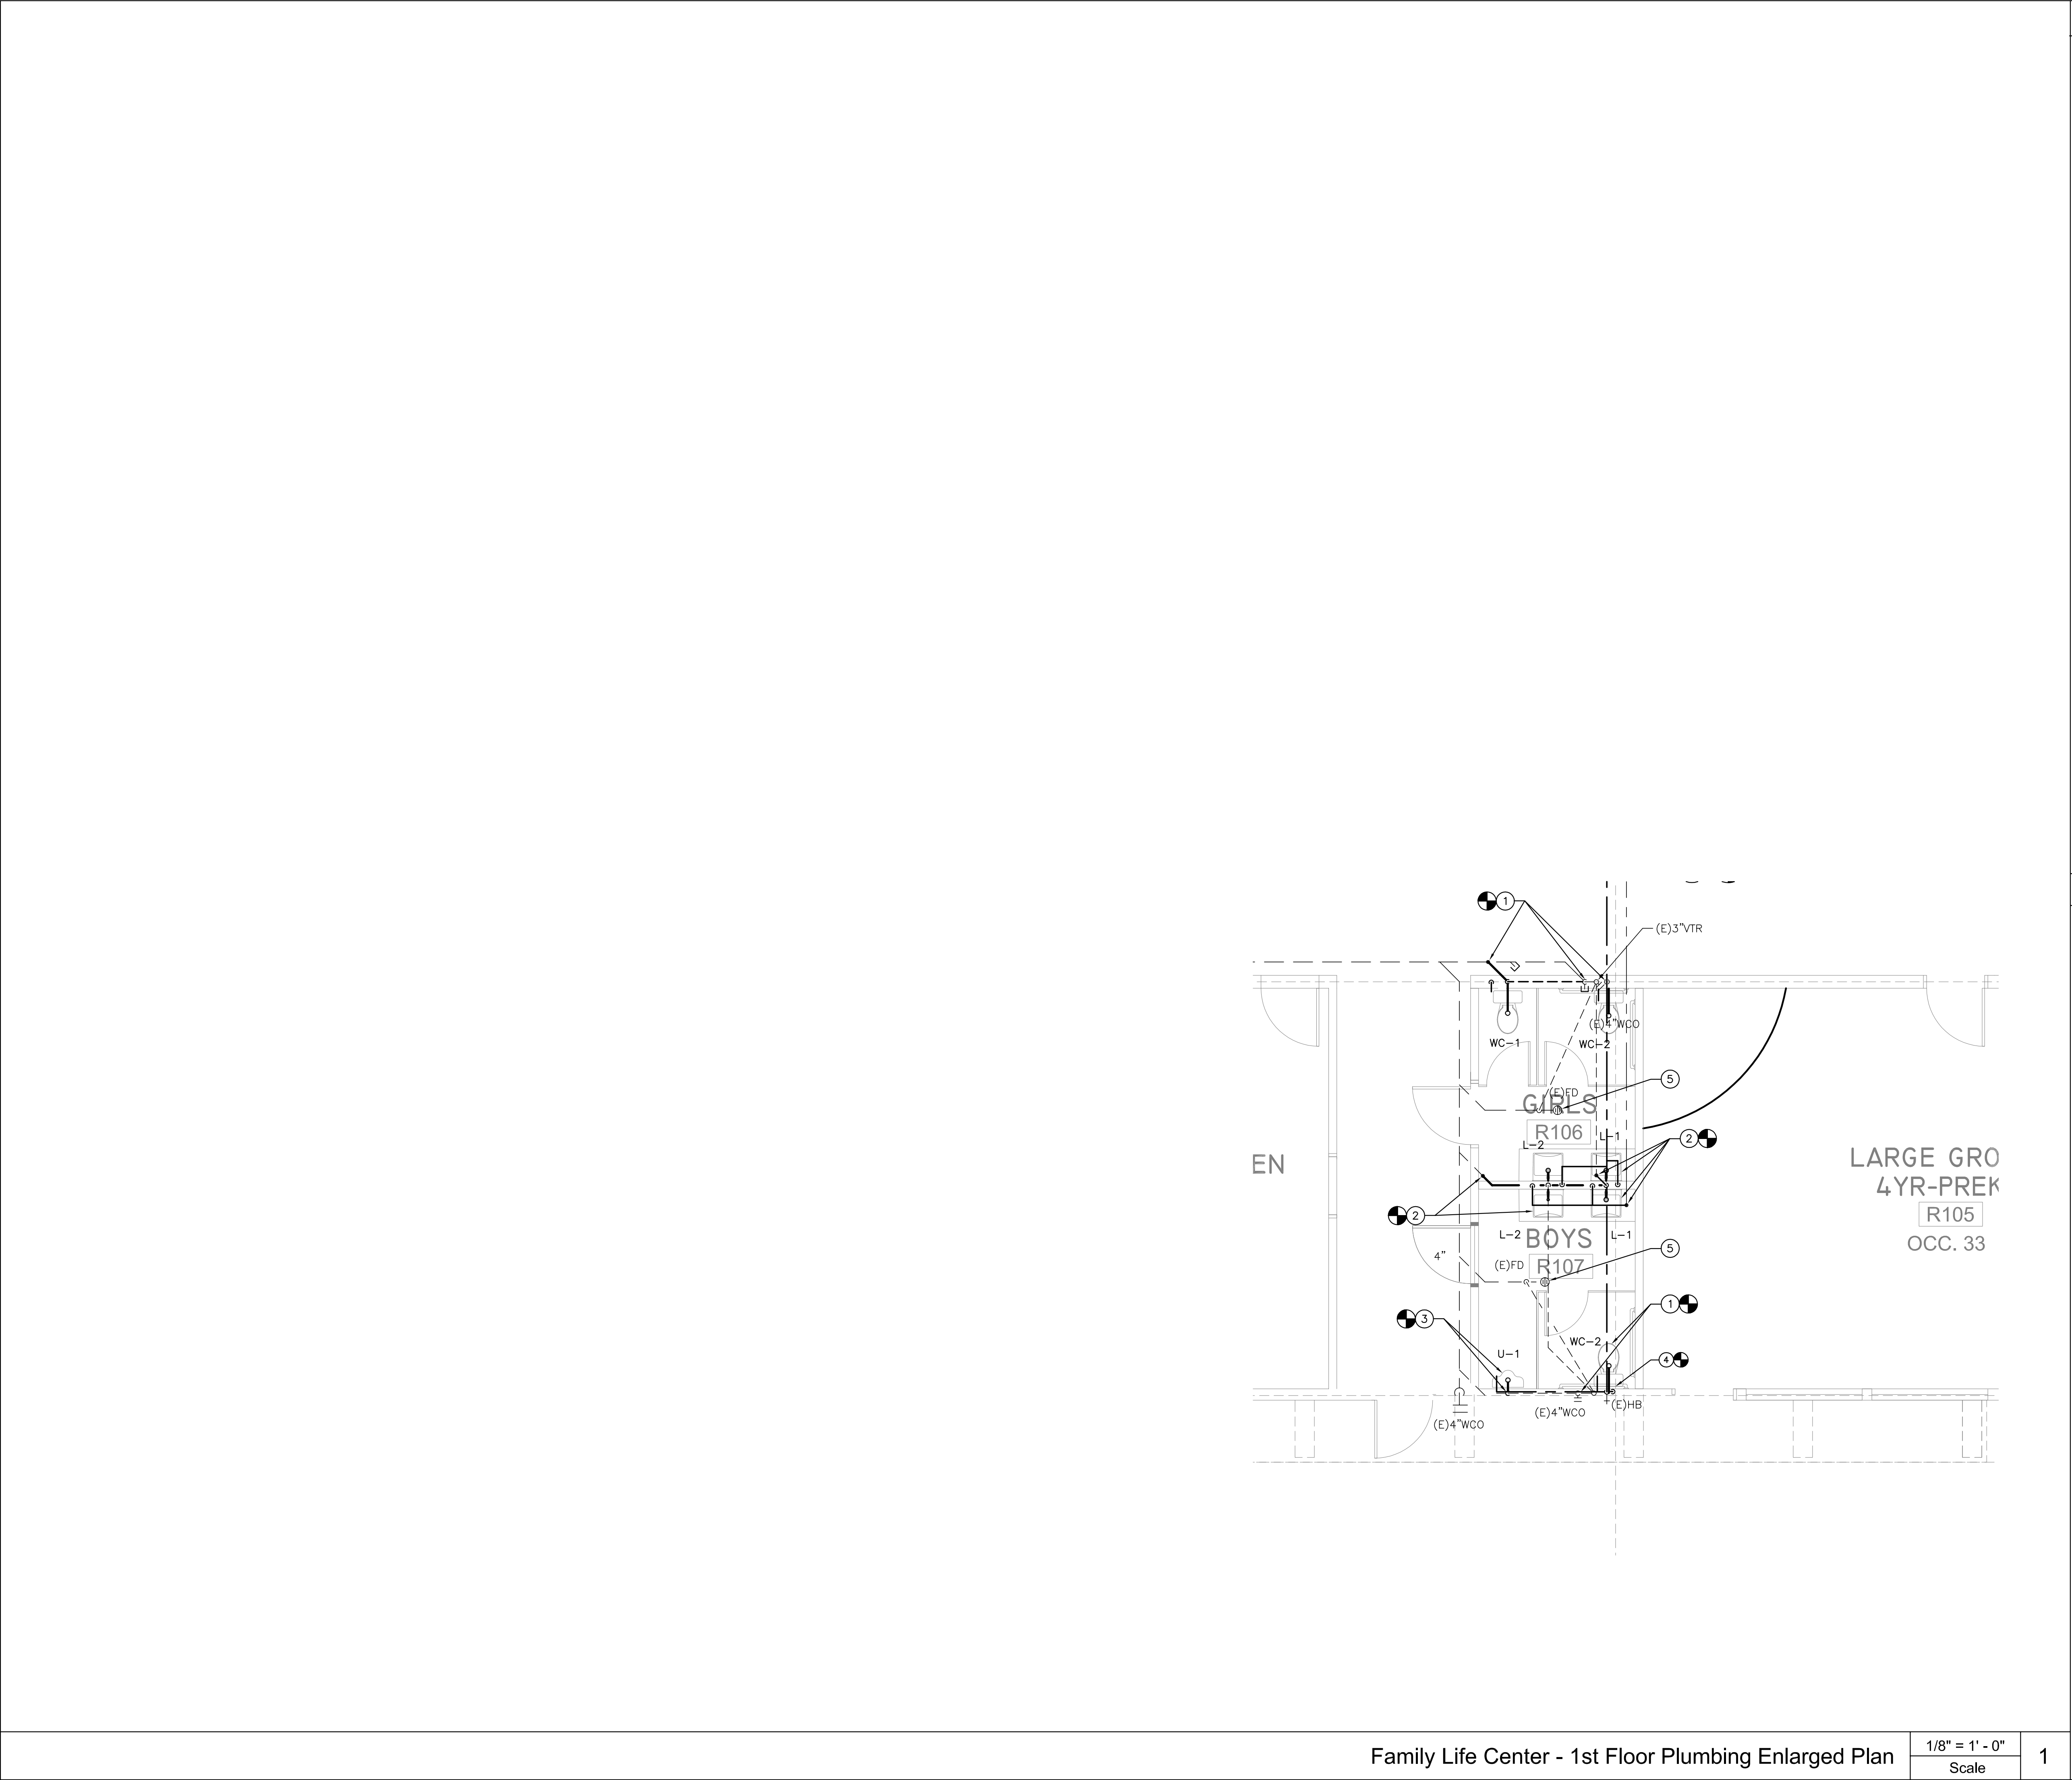 1
(E)3"VTR
(E)4"WCO
WC-1
WC-2
5
(E)FD
GIRLS
R106
L-1
2
L-2
EN
LARGE GRO
4YR-PREK
R105
OCC. 33
2
L-2
BOYS
L-1
4"
5
(E)FD
R107
1
3
WC-2
U-1
4
(E)HB
(E)4"WCO
(E)4"WCO
Family Life Center - 1st Floor Plumbing Enlarged Plan
1/8" = 1' - 0"
Scale
1